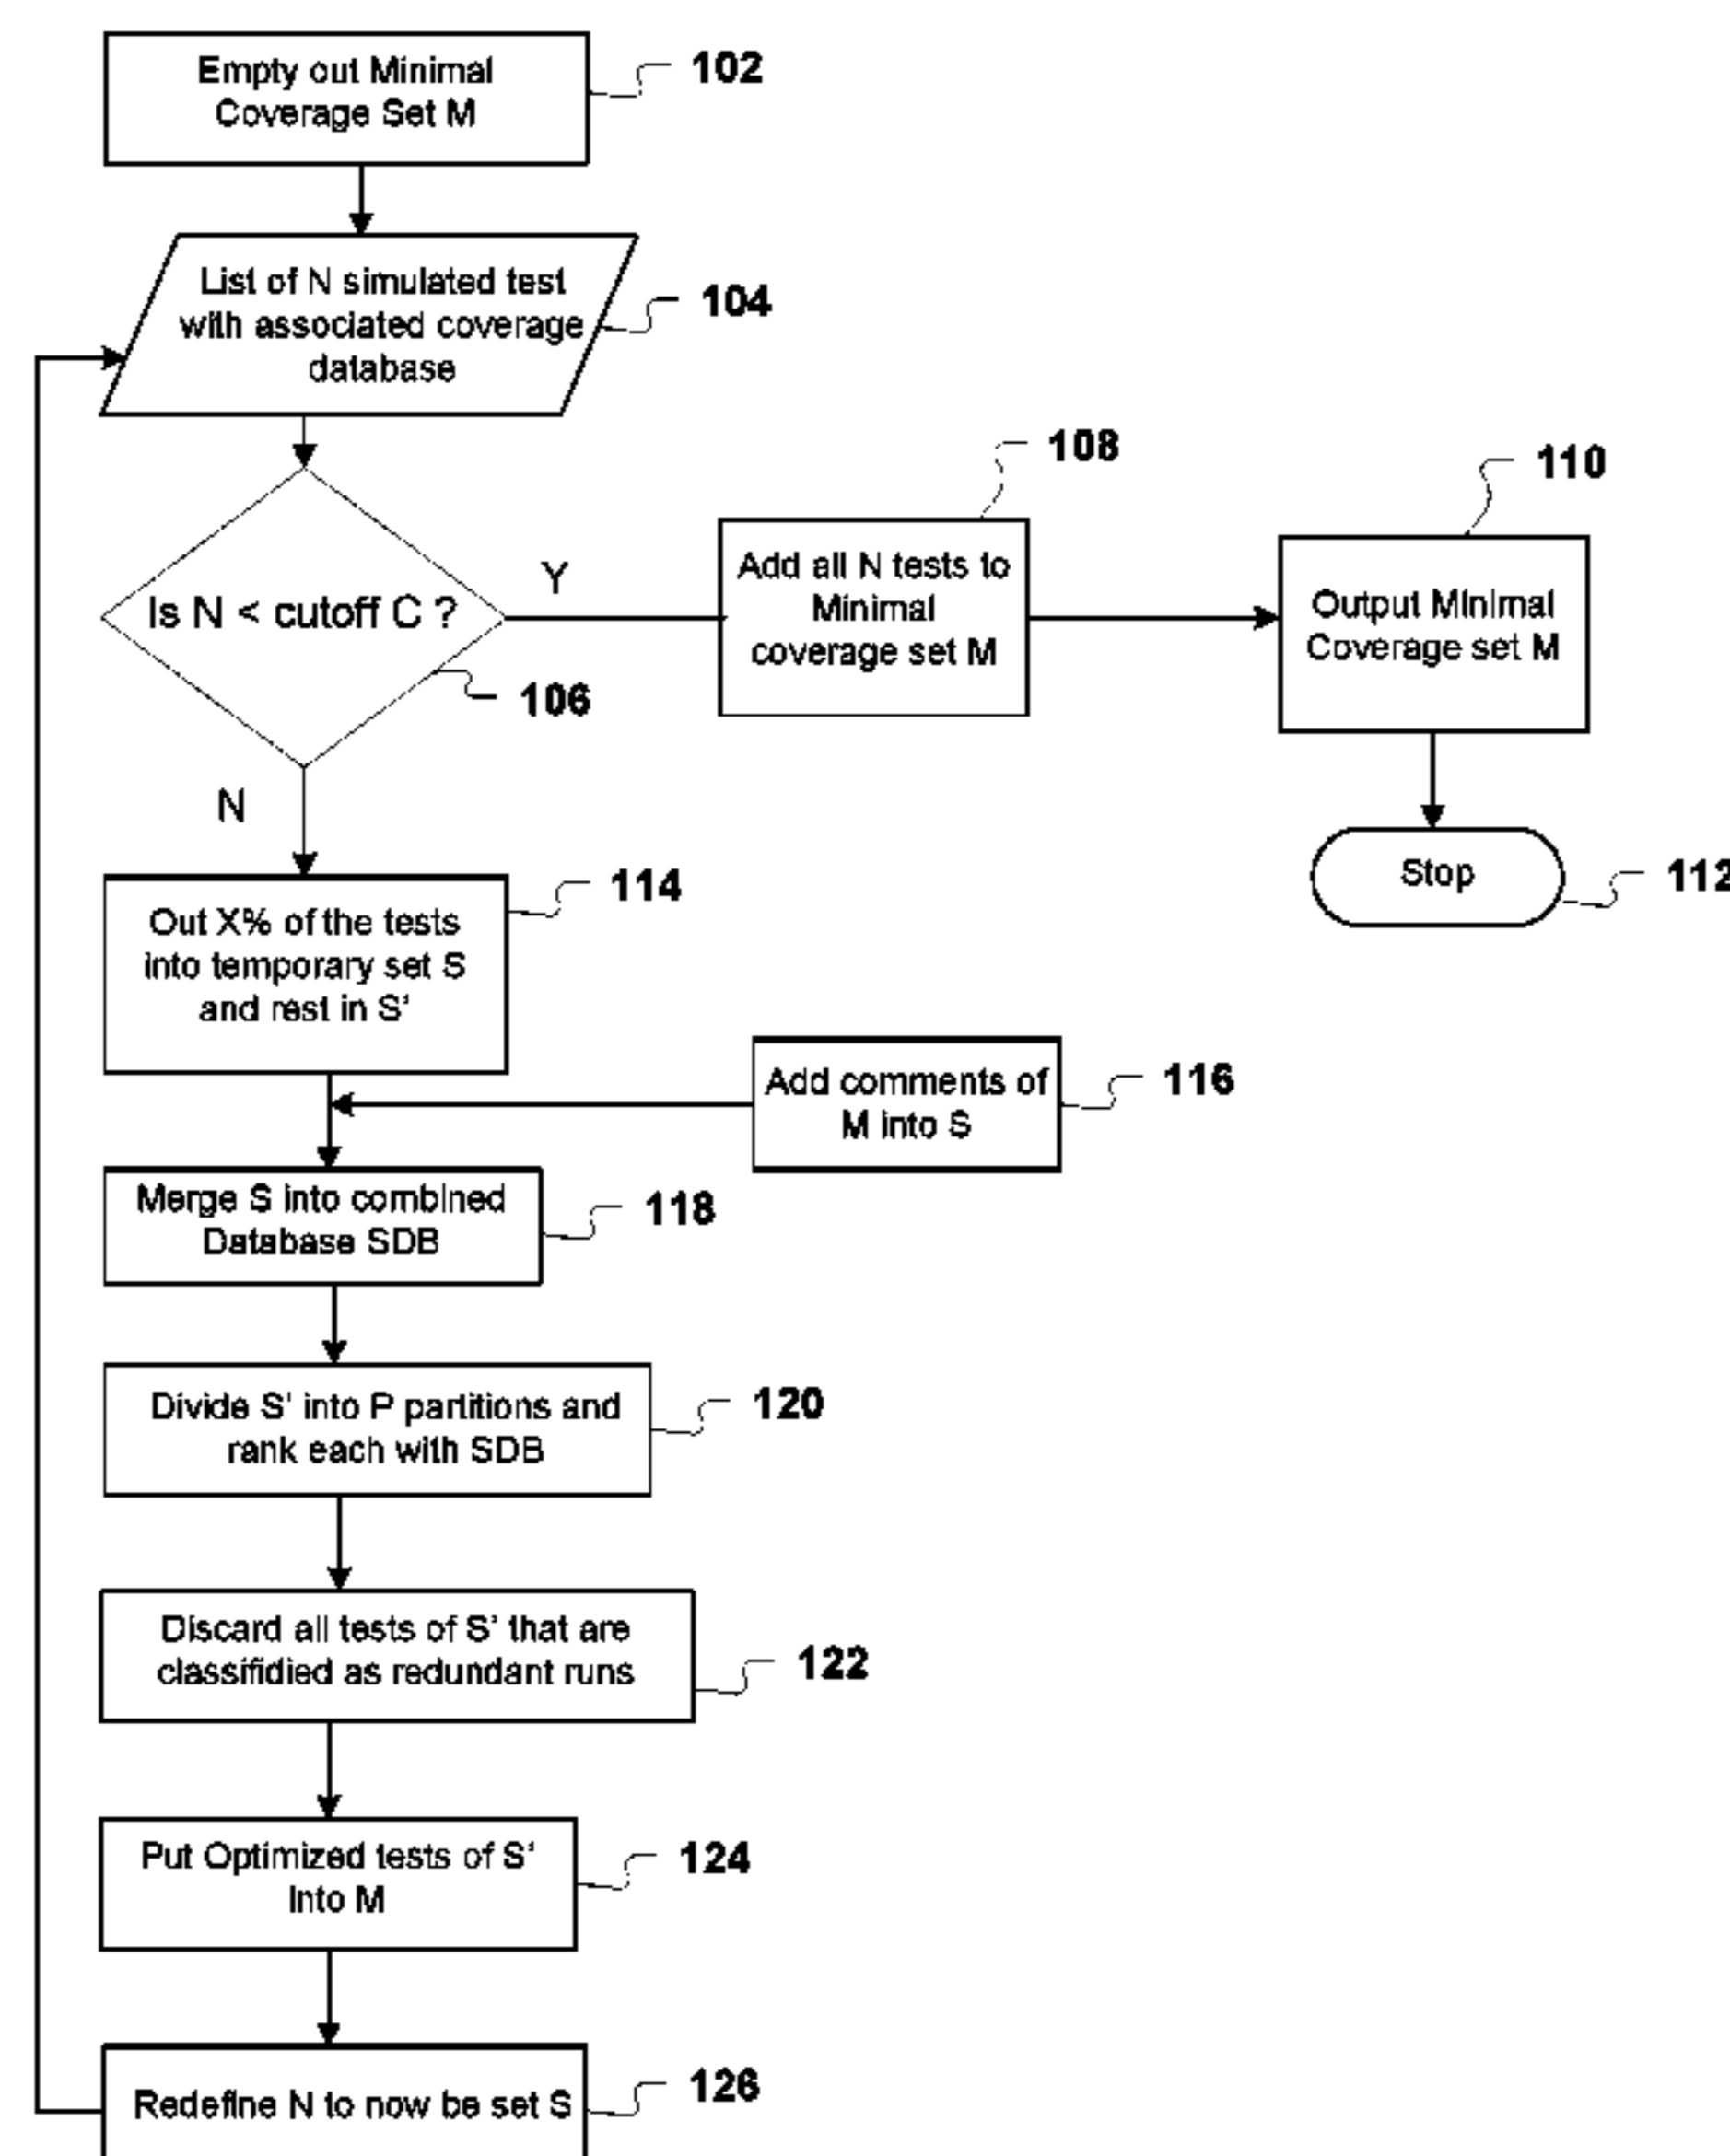 Empty out Minimal
Coverage Set M
102
List of N simulated test
with associated coverage
database
104
Is N < cutoff C ?
106
Y
Add all N tests to
Minimal
coverage set M
108
Output Minimal
Coverage set M
110
Stop
112
N
Out X% of the tests
into temporary set S
and rest in S'
114
Add comments of
M into S
116
Merge S into combined
Database SDB
118
Divide S' into P partitions and
rank each with SDB
120
Discard all tests of S' that are
classifidied as redundant runs
122
Put Optimized tests of S'
into M
124
Redefine N to now be set S
126